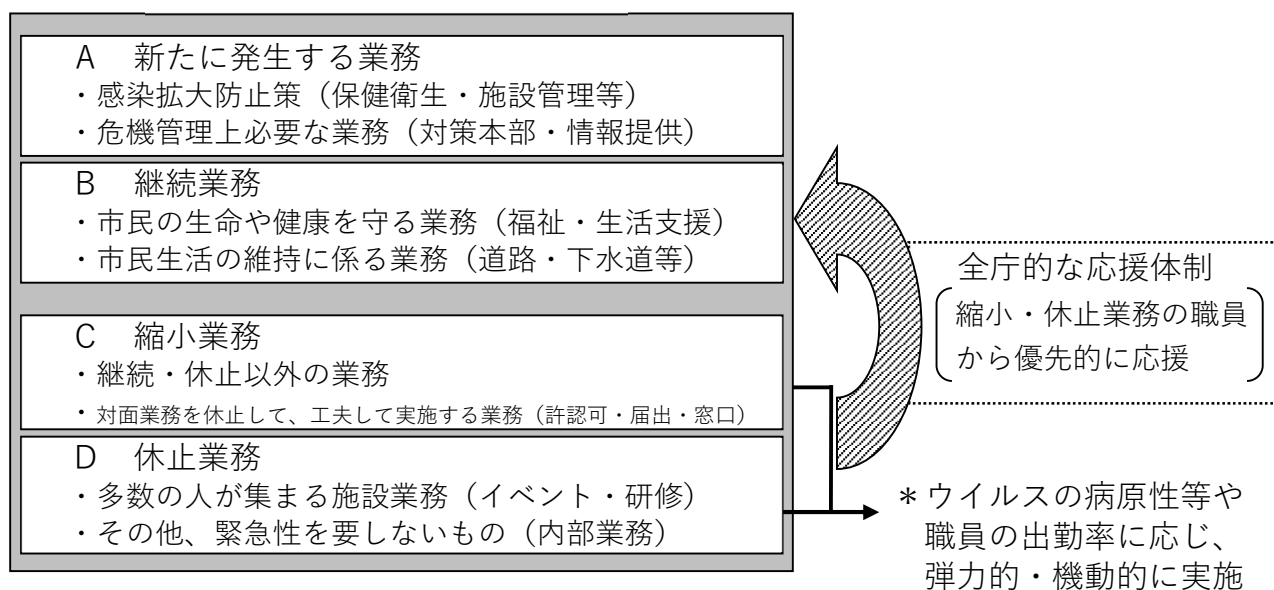 A 新たに発生する業務
・感染拡大防止策（保健衛生・施設管理等）
・危機管理上必要な業務（対策本部・情報提供）
B 継続業務
・市民の生命や健康を守る業務（福祉・生活支援）
・市民生活の維持に係る業務（道路・下水道等）
C 縮小業務
・継続・休止以外の業務
・対面業務を休止して、工夫して実施する業務（許認可・届出・窓口）
D 休止業務
・多数の人が集まる施設業務（イベント・研修）
・その他、緊急性を要しないもの（内部業務）
全庁的な応援体制
縮小・休止業務の職員
から優先的に応援
＊ウイルスの病原性等や
職員の出勤率に応じ、
弾力的・機動的に実施